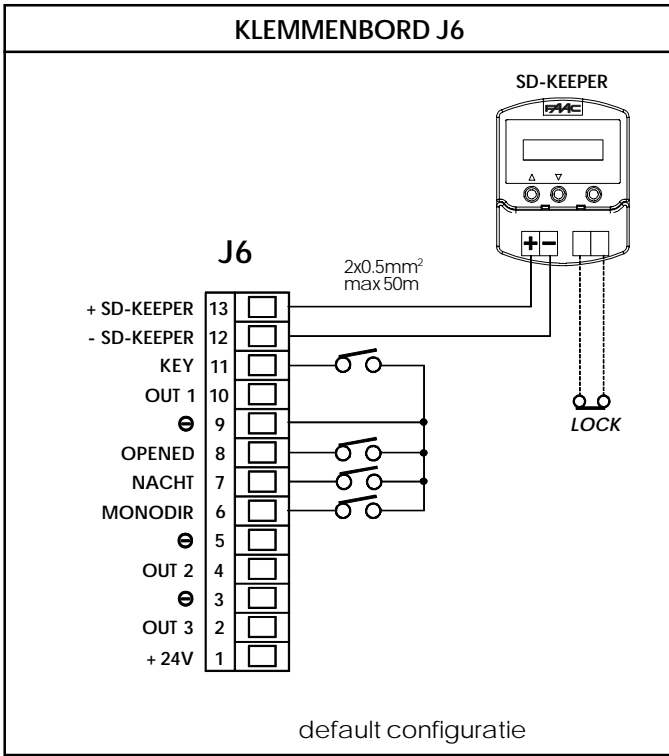 KLEMMENBORD J6
SD-KEEPER
FAAC
+ −
J6
2x0.5mm²
max 50m
+ SD-KEEPER 13
- SD-KEEPER 12
KEY 11
OUT 1 10
⊖ 9
OPENED 8
NACHT 7
MONODIR 6
⊖ 5
OUT 2 4
⊖ 3
OUT 3 2
+ 24V 1
LOCK
default configuratie